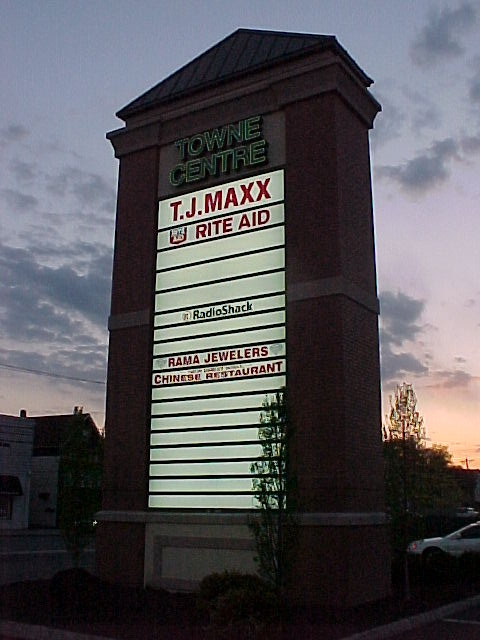 TOWNE
CENTRE
T.J.MAXX
RITE AID
RadioShack
RAMA JEWELERS
CHINESE RESTAURANT